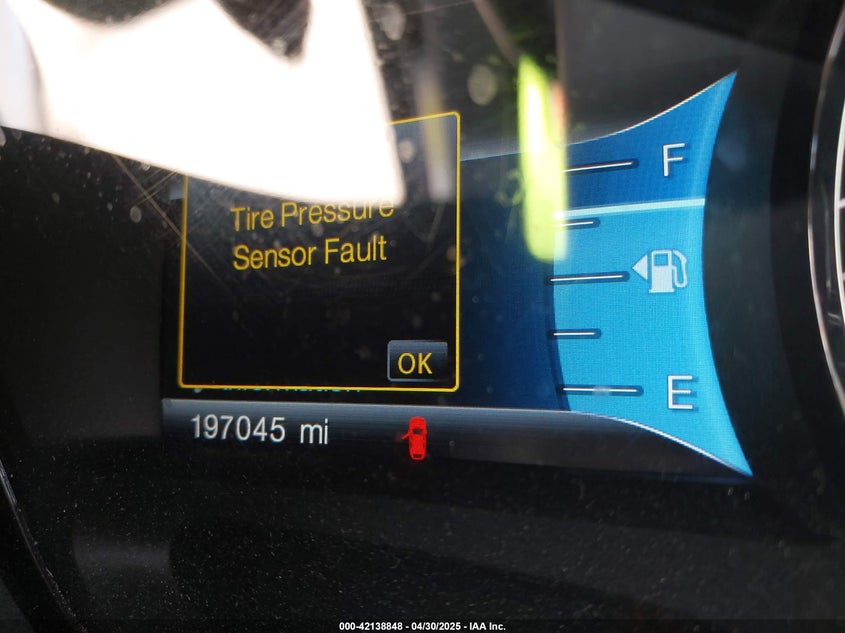 Tire Pressure
Sensor Fault
OK
F
E
197045 mi
000-42138848 - 04/30/2025 - IAA Inc.